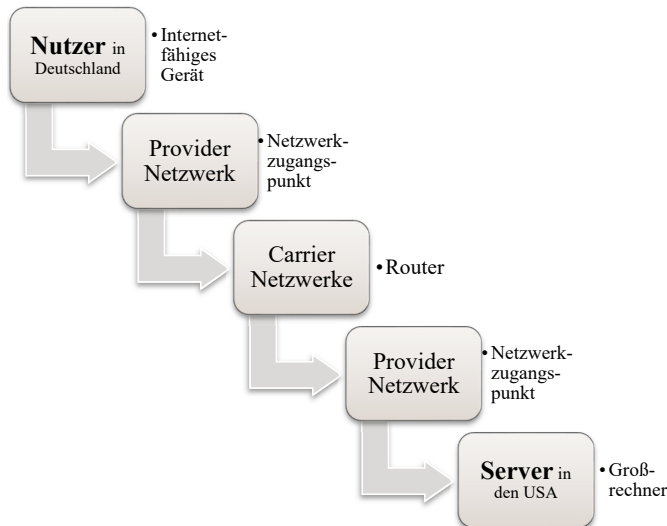 Nutzer in
Deutschland
• Internet-
fähiges
Gerät
Provider
Netzwerk
• Netzwerk-
zugangs-
punkt
Carrier
Netzwerke
• Router
Provider
Netzwerk
• Netzwerk-
zugangs-
punkt
Server in
den USA
• Groß-
rechner